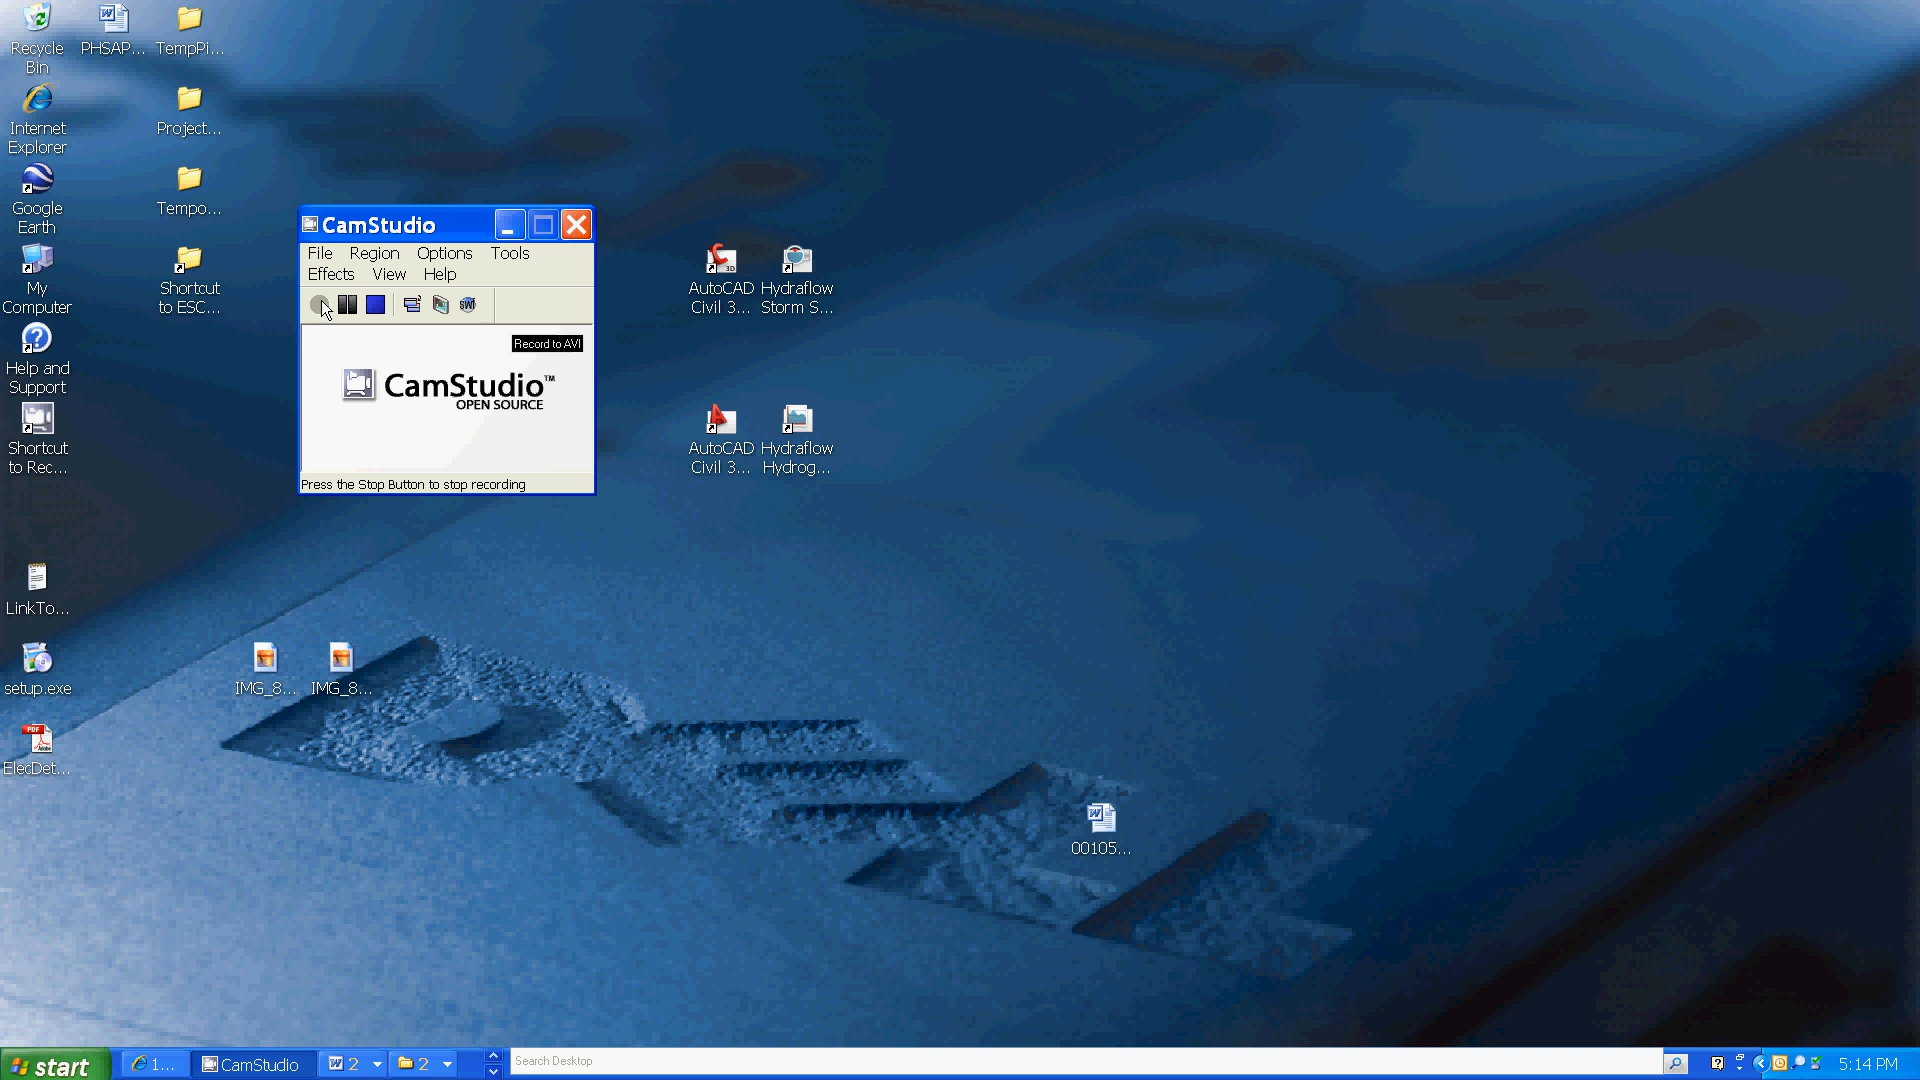 Recycle
Bin
PHSAP...
TempPi...
Internet
Explorer
Project...
Google
Earth
Tempo...
My
Computer
Shortcut
to ESC...
Help and
Support
Shortcut
to Rec...
LinkTo...
setup.exe
ElecDet...
IMG_8...
IMG_8...
CamStudio
File Region Options Tools
Effects View Help
SWF
Record to AVI
CamStudio™
OPEN SOURCE
Press the Stop Button to stop recording
AutoCAD
Civil 3...
Hydraflow
Storm S...
AutoCAD
Civil 3...
Hydraflow
Hydrog...
00105...
start
1...
CamStudio
2
2
Search Desktop
5:14 PM